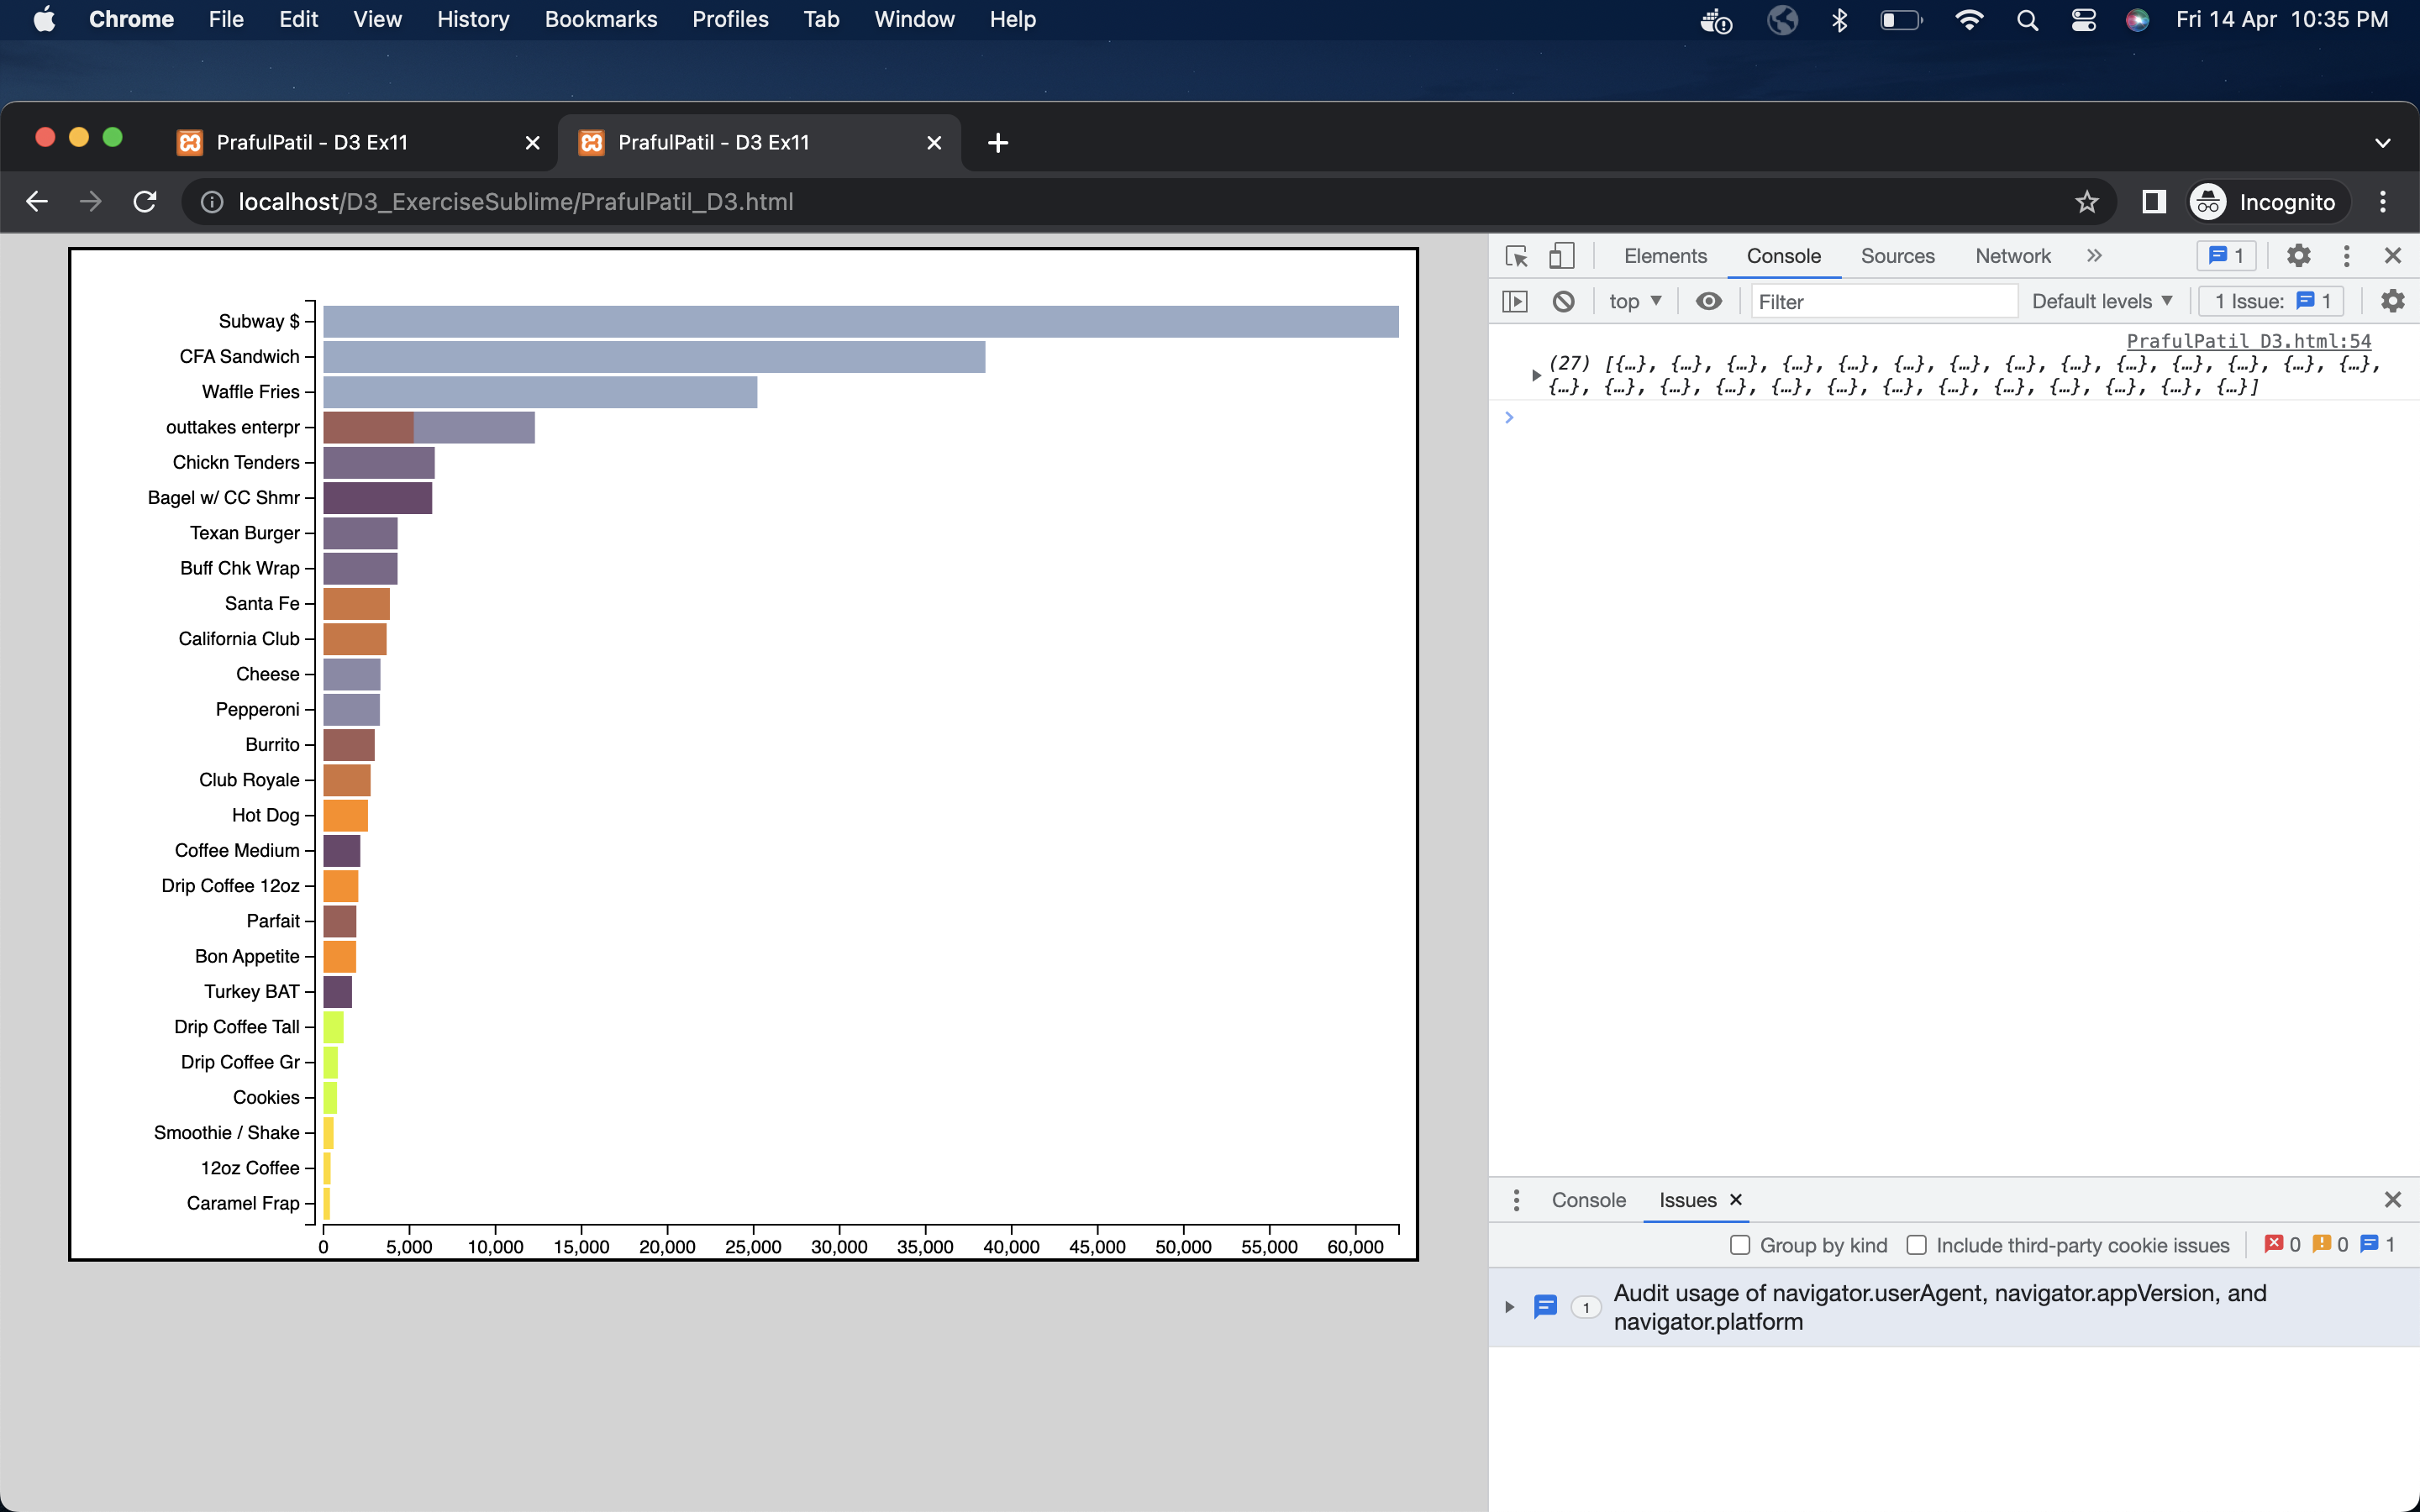 Chrome File Edit View History Bookmarks Profiles Tab Window Help Fri 14 Apr 10:35 PM
PrafulPatil - D3 Ex11 PrafulPatil - D3 Ex11
localhost/D3_ExerciseSublime/PrafulPatil_D3.html Incognito
Subway $
CFA Sandwich
Waffle Fries
outtakes enterpr
Chickn Tenders
Bagel w/ CC Shmr
Texan Burger
Buff Chk Wrap
Santa Fe
California Club
Cheese
Pepperoni
Burrito
Club Royale
Hot Dog
Coffee Medium
Drip Coffee 12oz
Parfait
Bon Appetite
Turkey BAT
Drip Coffee Tall
Drip Coffee Gr
Cookies
Smoothie / Shake
12oz Coffee
Caramel Frap
0 5,000 10,000 15,000 20,000 25,000 30,000 35,000 40,000 45,000 50,000 55,000 60,000
Elements Console Sources Network 1
top Filter Default levels 1 Issue: 1
PrafulPatil_D3.html:54
(27) [{…}, {…}, {…}, {…}, {…}, {…}, {…}, {…}, {…}, {…}, {…}, {…}, {…}, {…},
{…}, {…}, {…}, {…}, {…}, {…}, {…}, {…}, {…}, {…}, {…}, {…}, {…}]
Console Issues
Group by kind Include third-party cookie issues 0 0 1
1 Audit usage of navigator.userAgent, navigator.appVersion, and
navigator.platform